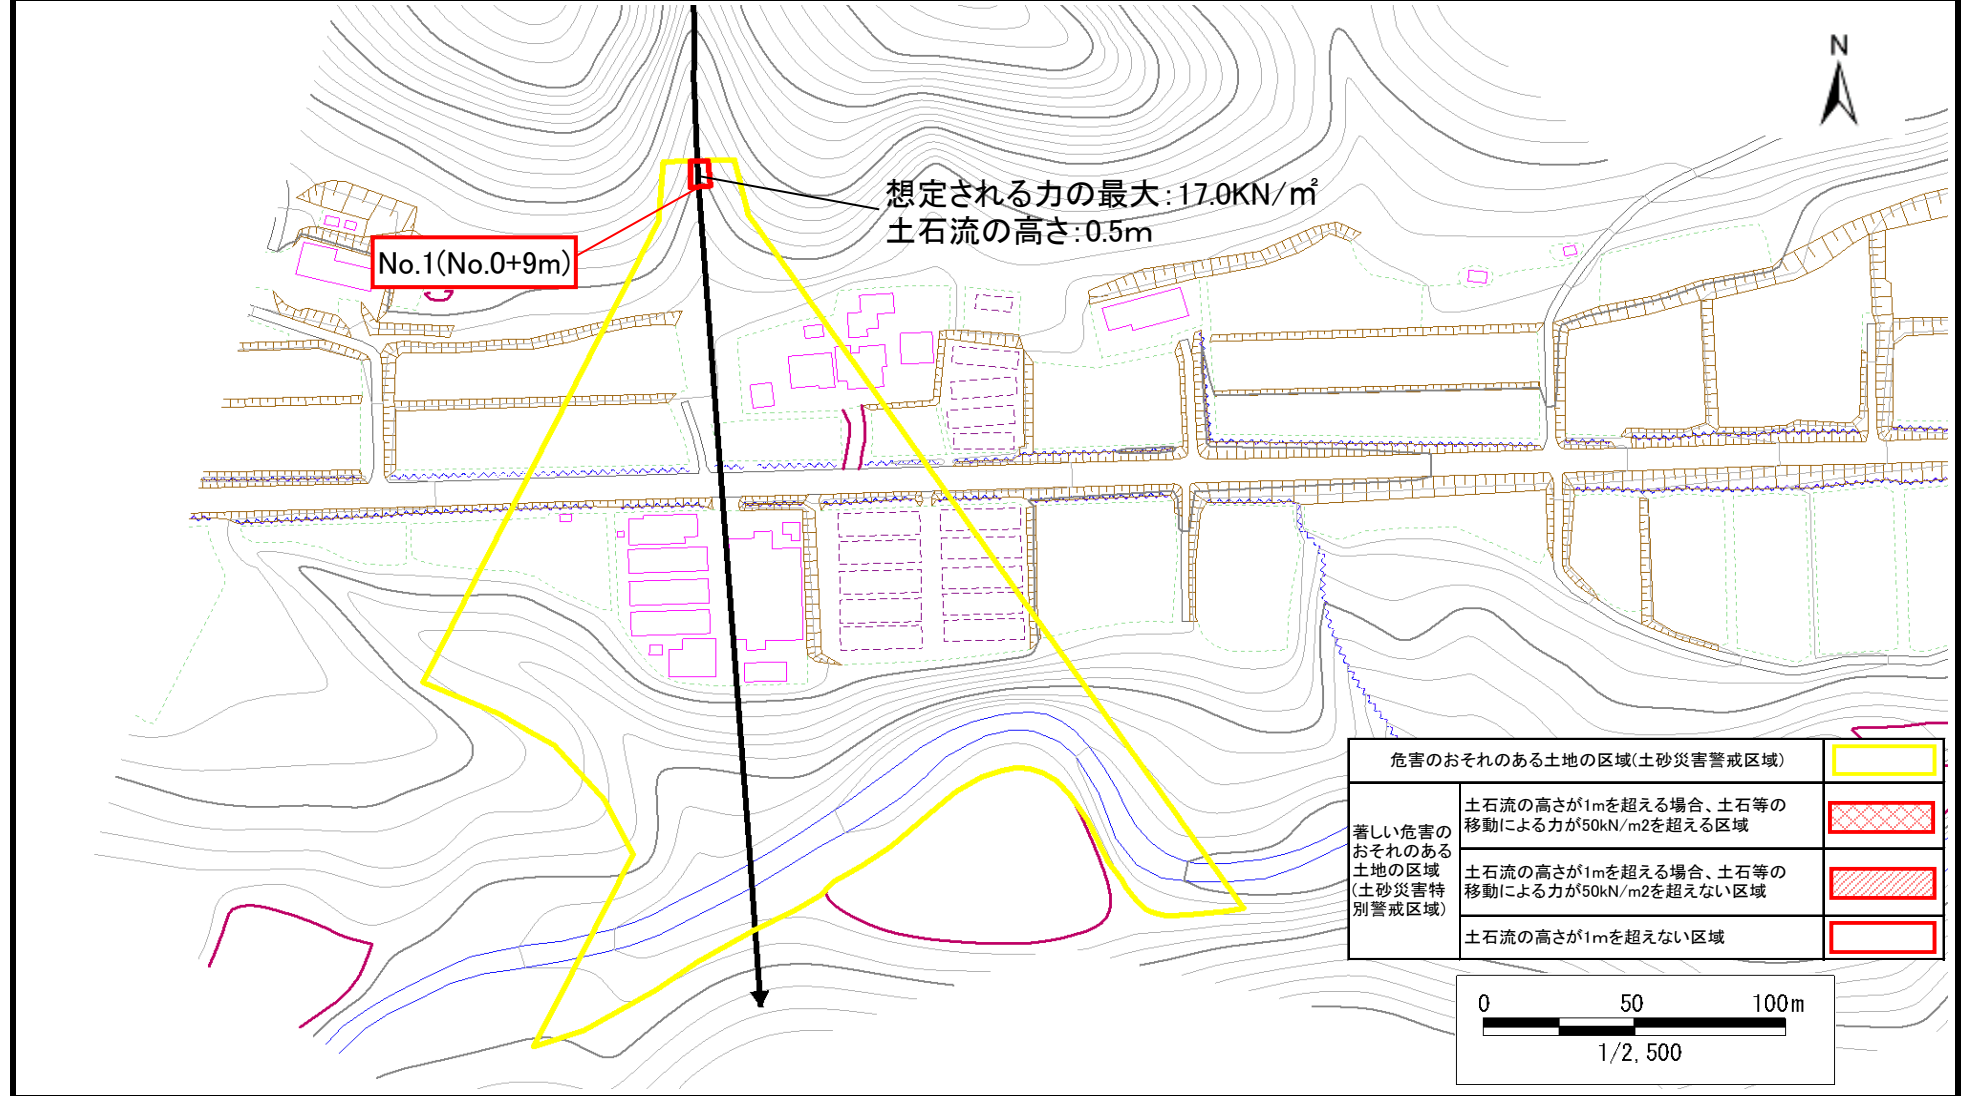 N
想定される力の最大:17.0KN/㎡
土石流の高さ:0.5m
No.1(No.0+9m)
危害のおそれのある土地の区域(土砂災害警戒区域)
著しい危害の
おそれのある
土地の区域
(土砂災害特
別警戒区域)
土石流の高さが1mを超える場合、土石等の
移動による力が50kN/m2を超える区域
土石流の高さが1mを超える場合、土石等の
移動による力が50kN/m2を超えない区域
土石流の高さが1mを超えない区域
0 50 100m
1/2,500